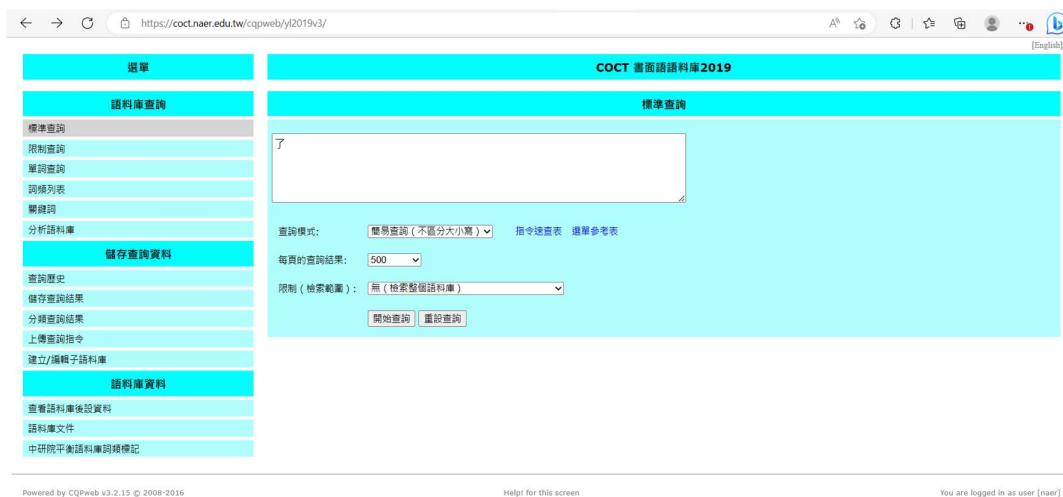 https://coct.naer.edu.tw/cqpweb/yl2019v3/
[English]
選單
COCT 書面語語料庫2019
語料庫查詢
標準查詢
標準查詢
限制查詢
單詞查詢
詞頻列表
關鍵詞
分析語料庫
了
查詢模式:
簡易查詢 ( 不區分大小寫 )
指令速查表
選單參考表
每頁的查詢結果:
500
限制 ( 檢索範圍 ) :
無 ( 檢索整個語料庫 )
開始查詢
重設查詢
儲存查詢資料
查詢歷史
儲存查詢結果
分類查詢結果
上傳查詢指令
建立/編輯子語料庫
語料庫資料
查看語料庫後設資料
語料庫文件
中研院平衡語料庫詞類標記
Powered by CQPweb v3.2.15 © 2008-2016
Help! for this screen
You are logged in as user [naer]